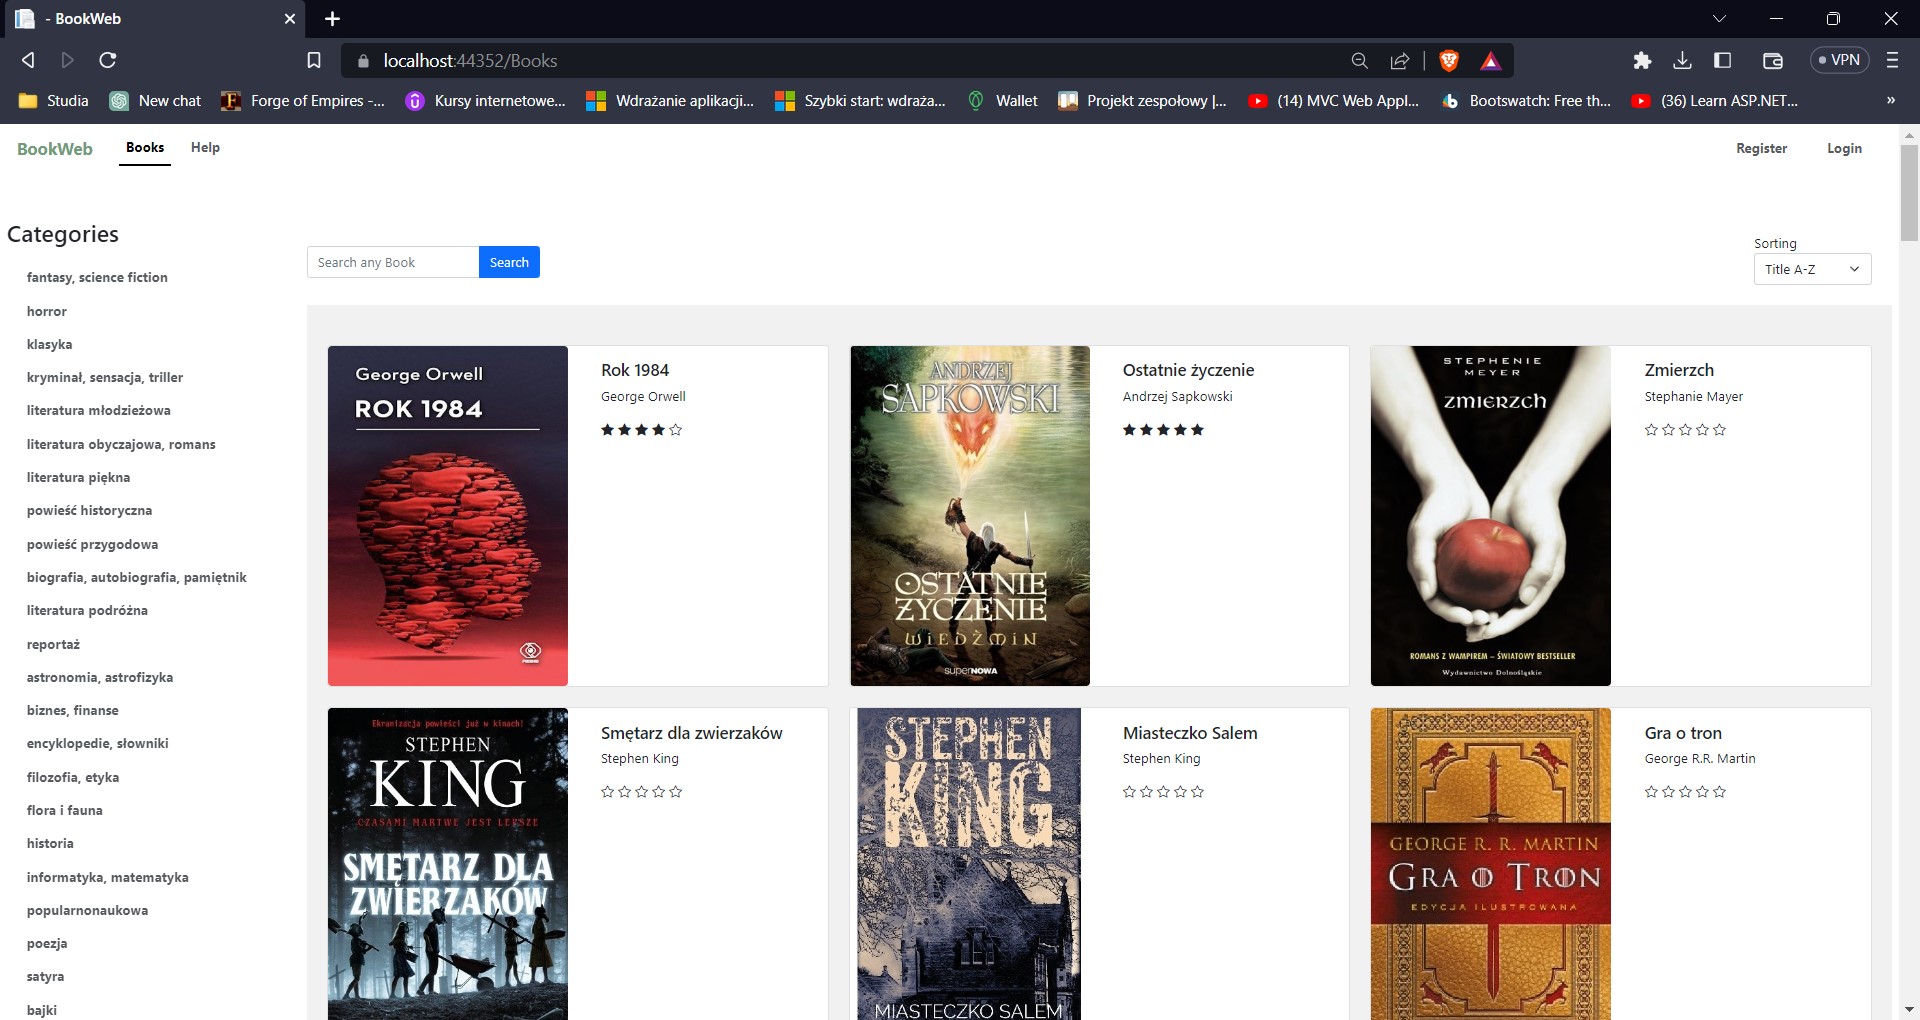 - BookWeb
localhost:44352/Books
VPN
Studia
New chat
Forge of Empires -...
Kursy internetowe...
Wdrażanie aplikacji,...
Szybki start: wdraża...
Wallet
Projekt zespołowy |...
(14) MVC Web Appl...
Bootswatch: Free th...
(36) Learn ASP.NET...
»
BookWeb
Books
Help
Register
Login
Categories
fantasy, science fiction
horror
klasyka
kryminał, sensacja, triller
literatura młodzieżowa
literatura obyczajowa, romans
literatura piękna
powieść historyczna
powieść przygodowa
biografia, autobiografia, pamiętnik
literatura podróżna
reportaż
astronomia, astrofizyka
biznes, finanse
encyklopedie, słowniki
filozofia, etyka
flora i fauna
historia
informatyka, matematyka
popularnonaukowa
poezja
satyra
bajki
Search any Book
Search
Sorting
Title A-Z
George Orwell
ROK 1984
Rok 1984
George Orwell
ANDRZEJ
SAPKOWSKI
OSTATNIE
ŻYCZENIE
WIEDŹMIN
superNOWA
Ostatnie życzenie
Andrzej Sapkowski
STEPHENIE
MEYER
ZMIERZCH
ROMANS Z WAMPIREM – ŚWIATOWY BESTSELLER
Wydawnictwo Dolnośląskie
Zmierzch
Stephanie Mayer
Ekranizacja powieści już w kinach!
STEPHEN
KING
CZASAMI MARTWE JEST LEPSZE
SMĘTARZ DLA
ZWIERZAKÓW
Smętarz dla zwierzaków
Stephen King
STEPHEN
KING
MIASTECZKO SALEM
Miasteczko Salem
Stephen King
GEORGE R. R. MARTIN
GRA O TRON
EDYCJA ILUSTROWANA
Gra o tron
George R.R. Martin